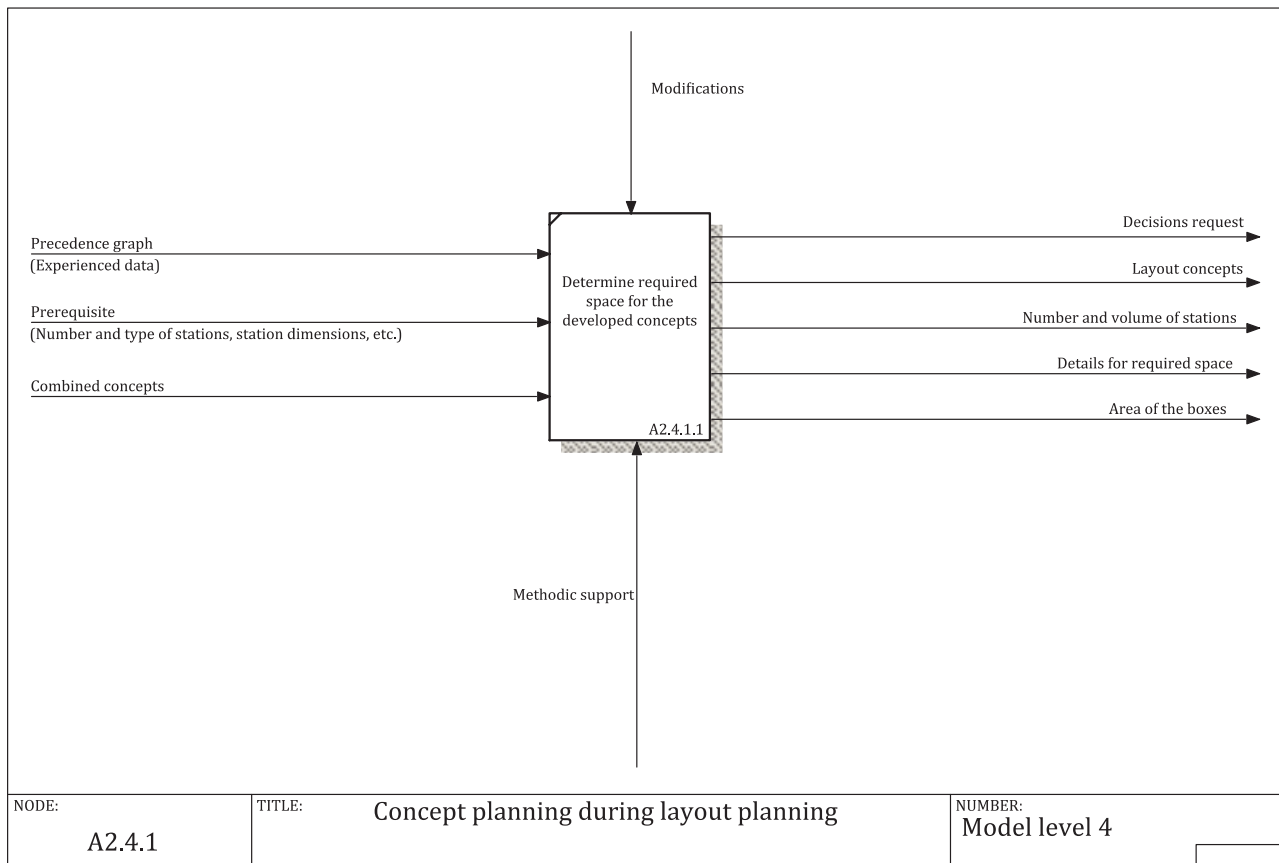 Modifications
Precedence graph
(Experienced data)
Prerequisite
(Number and type of stations, station dimensions, etc.)
Combined concepts
Determine required
space for the
developed concepts
A2.4.1.1
Decisions request
Layout concepts
Number and volume of stations
Details for required space
Area of the boxes
Methodic support
NODE:
A2.4.1
TITLE:
Concept planning during layout planning
NUMBER:
Model level 4